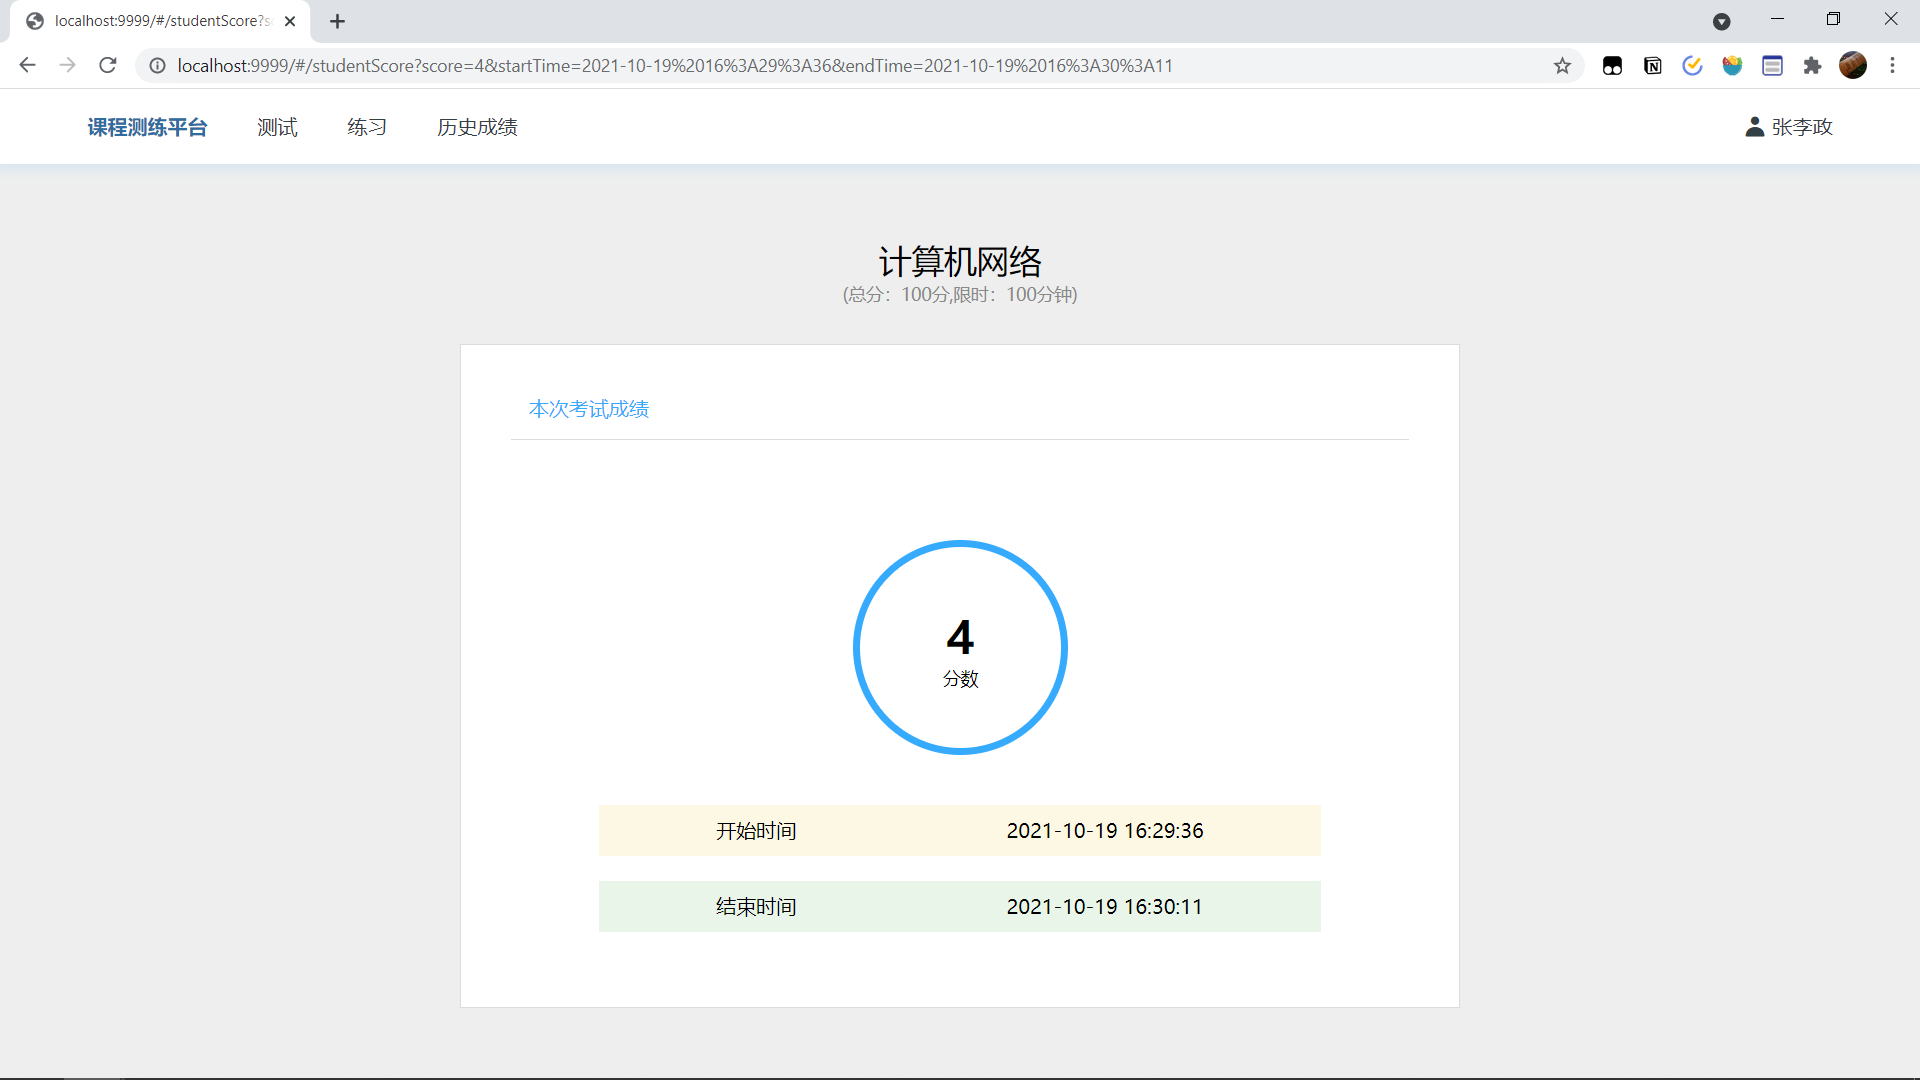 localhost:9999/#/studentScore?s
localhost:9999/#/studentScore?score=4&startTime=2021-10-19%2016%3A29%3A36&endTime=2021-10-19%2016%3A30%3A11
课程测练平台 测试 练习 历史成绩 张李政
计算机网络
(总分：100分,限时：100分钟)
本次考试成绩
4
分数
开始时间 2021-10-19 16:29:36
结束时间 2021-10-19 16:30:11